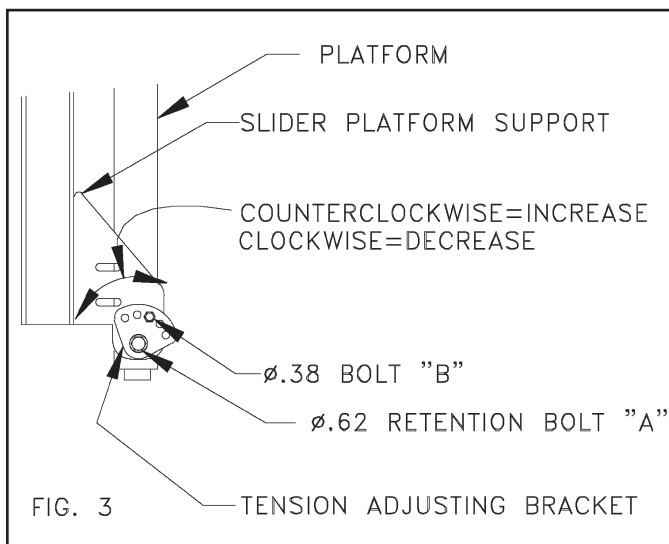 PLATFORM
SLIDER PLATFORM SUPPORT
COUNTERCLOCKWISE=INCREASE
CLOCKWISE=DECREASE
ø.38 BOLT "B"
ø.62 RETENTION BOLT "A"
TENSION ADJUSTING BRACKET
FIG. 3